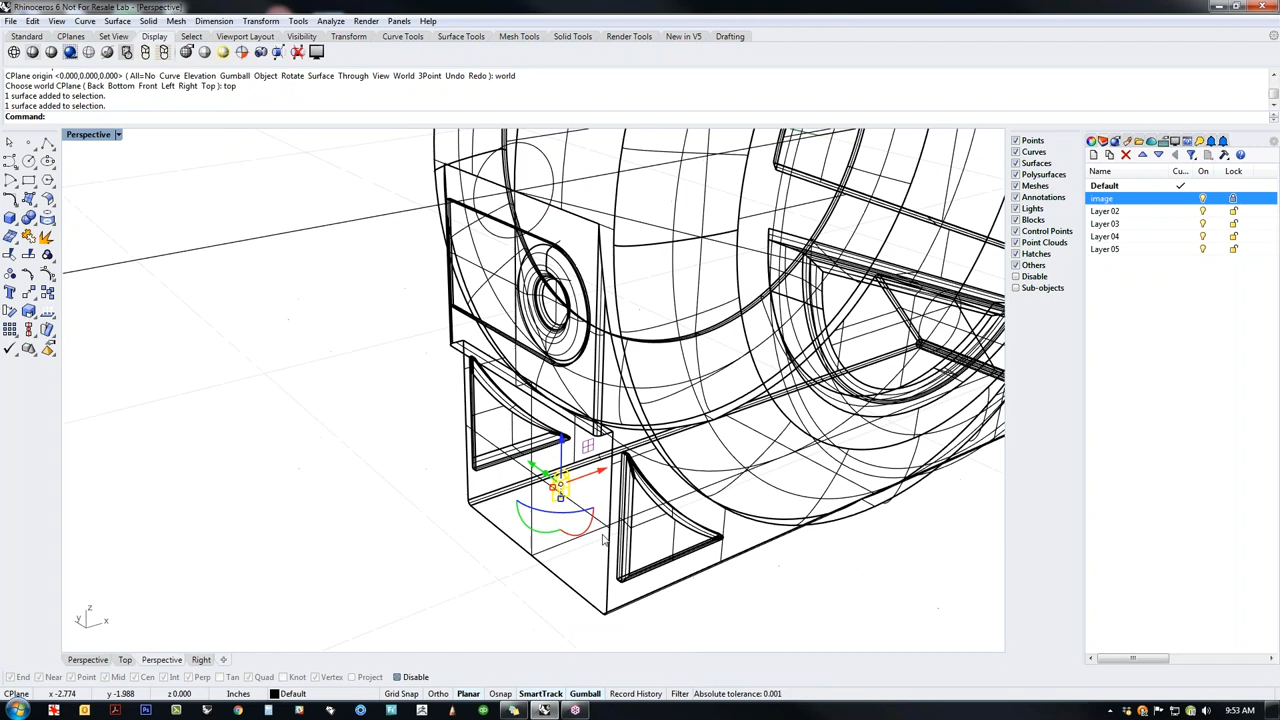 Rhinoceros 6 Not For Resale Lab - [Perspective]
File Edit View Curve Surface Solid Mesh Dimension Transform Tools Analyze Render Panels Help
Standard CPlanes Set View Display Select Viewport Layout Visibility Transform Curve Tools Surface Tools Mesh Tools Solid Tools Render Tools New in V5 Drafting
CPlane origin <0.000,0.000,0.000> ( All=No Curve Elevation Gumball Object Rotate Surface Through View World 3Point Undo Redo ): world
Choose world CPlane ( Back Bottom Front Left Right Top ): top
1 surface added to selection.
1 surface added to selection.
Command:
Perspective
Points
Curves
Surfaces
Polysurfaces
Meshes
Annotations
Lights
Blocks
Control Points
Point Clouds
Hatches
Others
Disable
Sub-objects
Name Cu... On Lock
Default
image
Layer 02
Layer 03
Layer 04
Layer 05
z
y x
Perspective Top Perspective Right
End Near Point Mid Cen Int Perp Tan Quad Knot Vertex Project Disable
CPlane x -2.774 y -1.988 z 0.000 Inches Default Grid Snap Ortho Planar Osnap SmartTrack Gumball Record History Filter Absolute tolerance: 0.001
9:53 AM